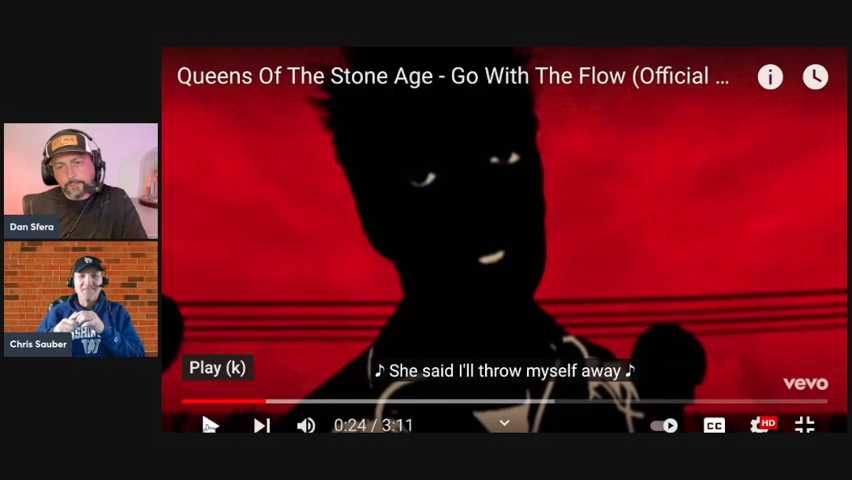 Queens Of The Stone Age - Go With The Flow (Official ...
Dan Sfera
Chris Sauber
Play (k)
♪ She said I'll throw myself away ♪
vevo
0:24 / 3:11
CC
HD